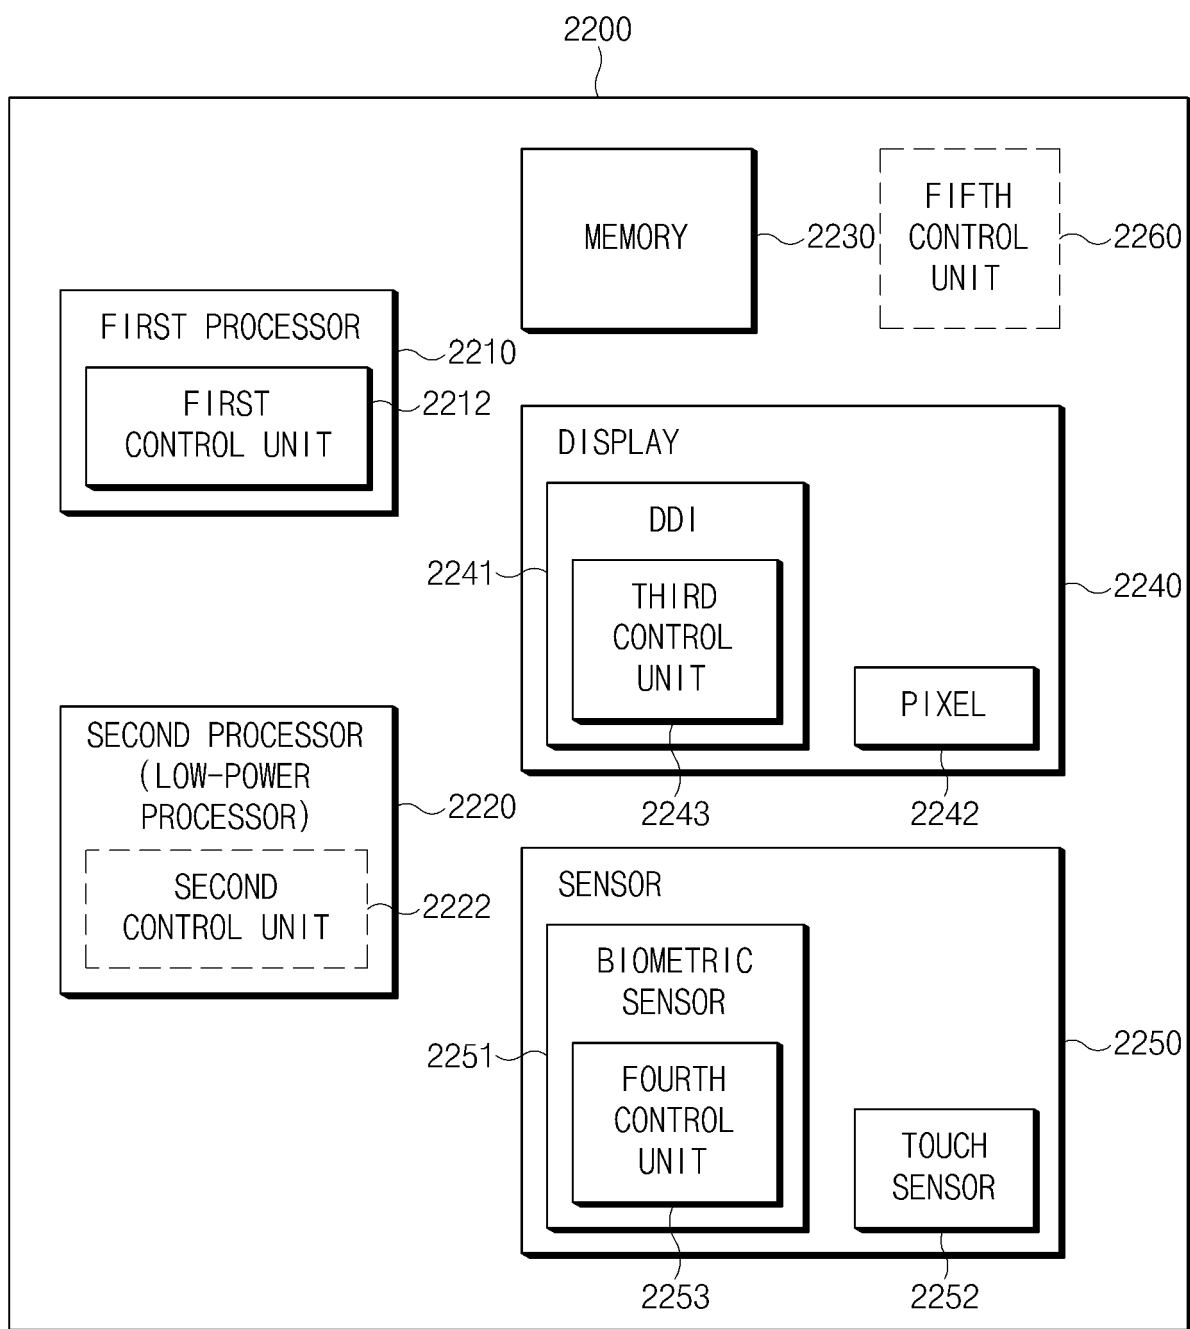 2200
MEMORY
2230
FIFTH
CONTROL
UNIT
2260
FIRST PROCESSOR
2210
FIRST
CONTROL UNIT
2212
DISPLAY
DDI
2241
THIRD
CONTROL
UNIT
2243
PIXEL
2242
2240
SECOND PROCESSOR
(LOW-POWER
PROCESSOR)
2220
SECOND
CONTROL UNIT
2222
SENSOR
BIOMETRIC
SENSOR
2251
FOURTH
CONTROL
UNIT
2253
TOUCH
SENSOR
2252
2250